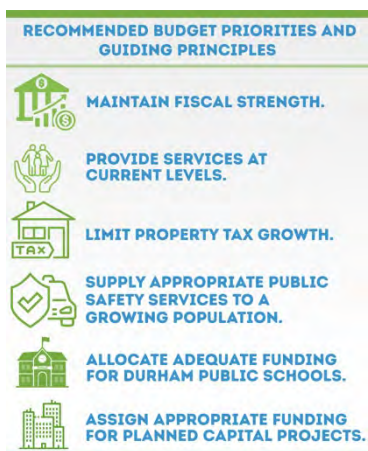 RECOMMENDED BUDGET PRIORITIES AND
GUIDING PRINCIPLES
MAINTAIN FISCAL STRENGTH.
PROVIDE SERVICES AT
CURRENT LEVELS.
LIMIT PROPERTY TAX GROWTH.
TAX
SUPPLY APPROPRIATE PUBLIC
SAFETY SERVICES TO A
GROWING POPULATION.
ALLOCATE ADEQUATE FUNDING
FOR DURHAM PUBLIC SCHOOLS.
ASSIGN APPROPRIATE FUNDING
FOR PLANNED CAPITAL PROJECTS.